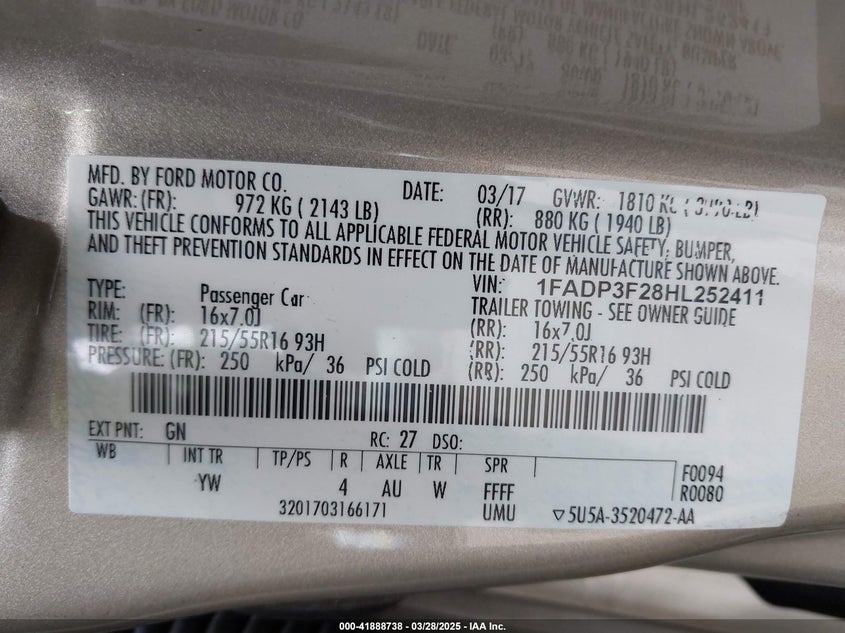 MFD. BY FORD MOTOR CO. DATE: 03/17 GVWR: 1810 KG
GAWR:(FR): 972 KG ( 2143 LB) (RR): 880 KG ( 1940 LB)
THIS VEHICLE CONFORMS TO ALL APPLICABLE FEDERAL MOTOR VEHICLE SAFETY, BUMPER,
AND THEFT PREVENTION STANDARDS IN EFFECT ON THE DATE OF MANUFACTURE SHOWN ABOVE.
VIN: 1FADP3F28HL252411
TYPE: Passenger Car TRAILER TOWING - SEE OWNER GUIDE
RIM: (FR): 16x7.0J (RR): 16x7.0J
TIRE: (FR): 215/55R16 93H (RR): 215/55R16 93H
PRESSURE: (FR): 250 kPa/ 36 PSI COLD (RR): 250 kPa/ 36 PSI COLD
EXT PNT: GN RC: 27 DSO:
WB INT TR TP/PS R AXLE TR SPR F0094
YW 4 AU W FFFF R0080
3201703166171 UMU ▽5U5A-3520472-AA
000-41888738 - 03/28/2025 - IAA Inc.